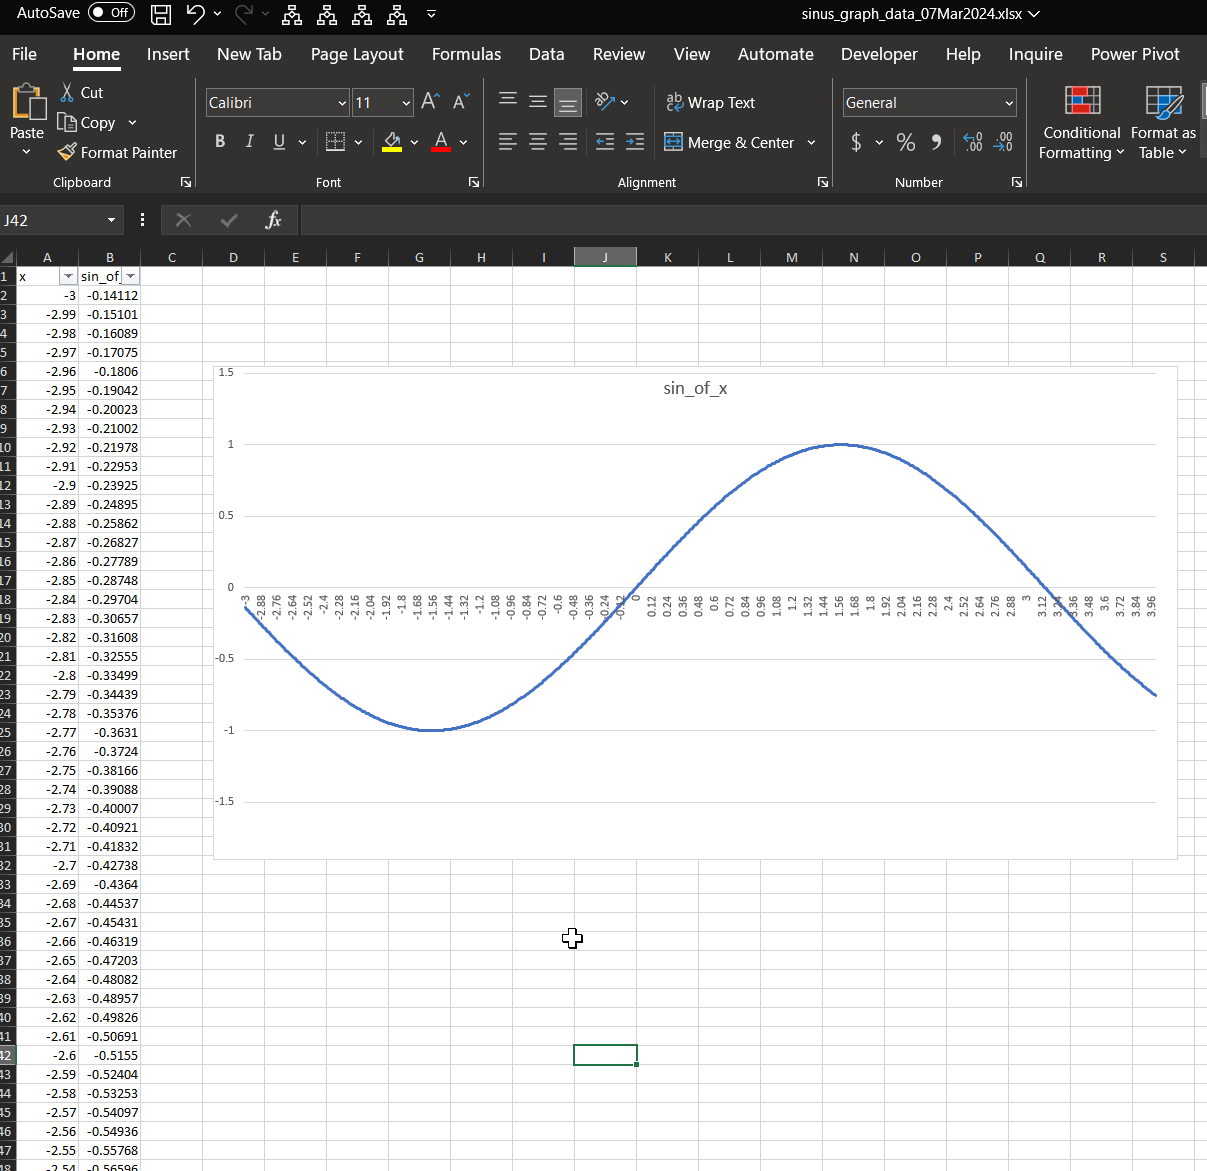 AutoSave Off sinus_graph_data_07Mar2024.xlsx
File Home Insert New Tab Page Layout Formulas Data Review View Automate Developer Help Inquire Power Pivot
Paste Cut Calibri 11 Wrap Text General Conditional Formatting Format as Table
Copy
Format Painter B I U Merge & Center $ % 9
Clipboard Font Alignment Number
J42 fx
A B C D E F G H I J K L M N O P Q R S
1 x sin_of_
2 -3 -0.14112
3 -2.99 -0.15101
4 -2.98 -0.16089
5 -2.97 -0.17075
6 -2.96 -0.1806
7 -2.95 -0.19042
8 -2.94 -0.20023
9 -2.93 -0.21002
10 -2.92 -0.21978
11 -2.91 -0.22953
12 -2.9 -0.23925
13 -2.89 -0.24895
14 -2.88 -0.25862
15 -2.87 -0.26827
16 -2.86 -0.27789
17 -2.85 -0.28748
18 -2.84 -0.29704
19 -2.83 -0.30657
20 -2.82 -0.31608
21 -2.81 -0.32555
22 -2.8 -0.33499
23 -2.79 -0.34439
24 -2.78 -0.35376
25 -2.77 -0.3631
26 -2.76 -0.3724
27 -2.75 -0.38166
28 -2.74 -0.39088
29 -2.73 -0.40007
30 -2.72 -0.40921
31 -2.71 -0.41832
32 -2.7 -0.42738
33 -2.69 -0.4364
34 -2.68 -0.44537
35 -2.67 -0.45431
36 -2.66 -0.46319
37 -2.65 -0.47203
38 -2.64 -0.48082
39 -2.63 -0.48957
40 -2.62 -0.49826
41 -2.61 -0.50691
42 -2.6 -0.5155
43 -2.59 -0.52404
44 -2.58 -0.53253
45 -2.57 -0.54097
46 -2.56 -0.54936
47 -2.55 -0.55768
48 -2.54 -0.56596
sin_of_x
1.5
1
0.5
0
-0.5
-1
-1.5
-3 -2.88 -2.76 -2.64 -2.52 -2.4 -2.28 -2.16 -2.04 -1.92 -1.8 -1.68 -1.56 -1.44 -1.32 -1.2 -1.08 -0.96 -0.84 -0.72 -0.6 -0.48 -0.36 -0.24 -0.12 0 0.12 0.24 0.36 0.48 0.6 0.72 0.84 0.96 1.08 1.2 1.32 1.44 1.56 1.68 1.8 1.92 2.04 2.16 2.28 2.4 2.52 2.64 2.76 2.88 3 3.12 3.24 3.36 3.48 3.6 3.72 3.84 3.96